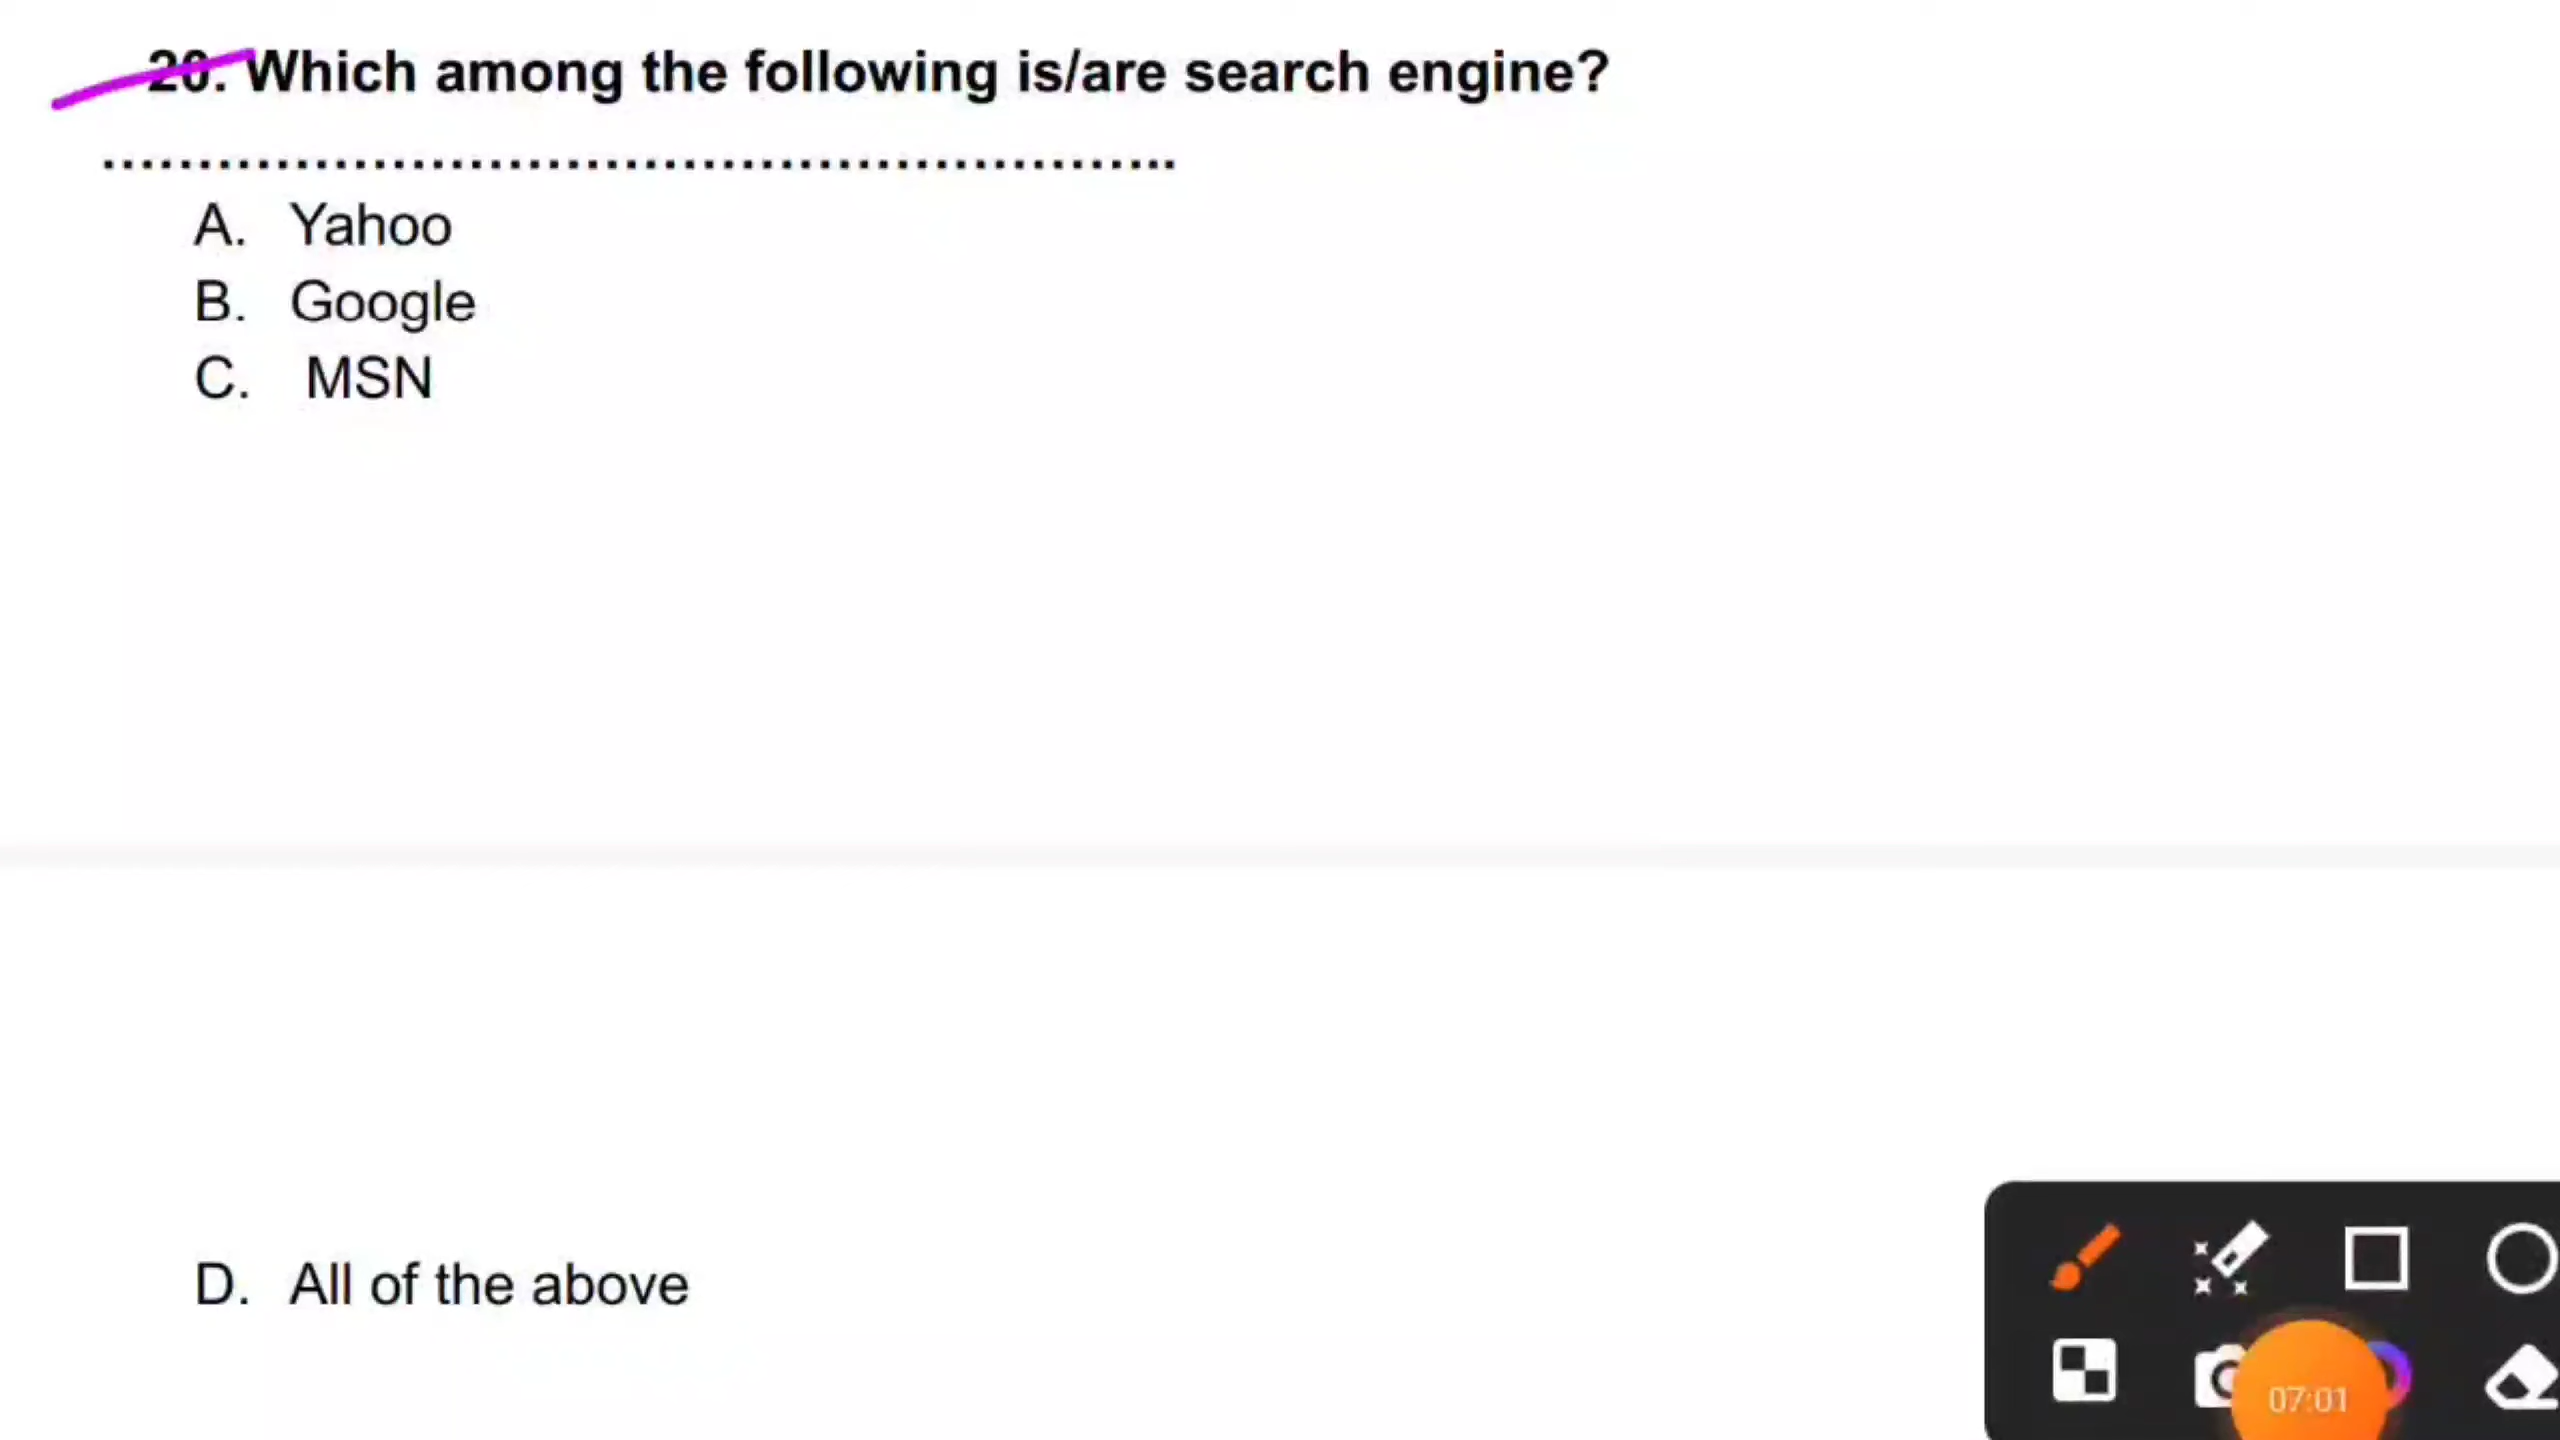 20. Which among the following is/are search engine?
……………………………………………………..
A. Yahoo
B. Google
C. MSN
D. All of the above
07:01